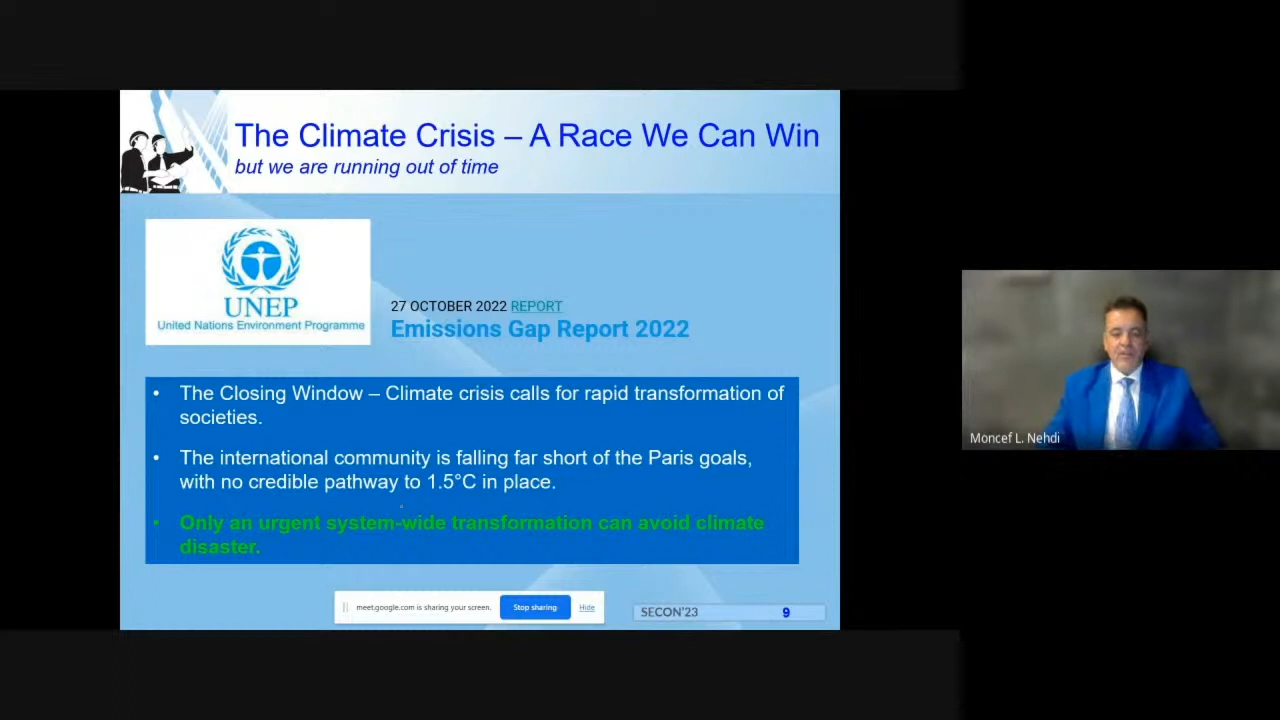 The Climate Crisis – A Race We Can Win
but we are running out of time
UNEP
United Nations Environment Programme
27 OCTOBER 2022 REPORT
Emissions Gap Report 2022
• The Closing Window – Climate crisis calls for rapid transformation of
societies.
• The international community is falling far short of the Paris goals,
with no credible pathway to 1.5°C in place.
• Only an urgent system-wide transformation can avoid climate
disaster.
meet.google.com is sharing your screen. Stop sharing Hide
SECON'23 9
Moncef L. Nehdi